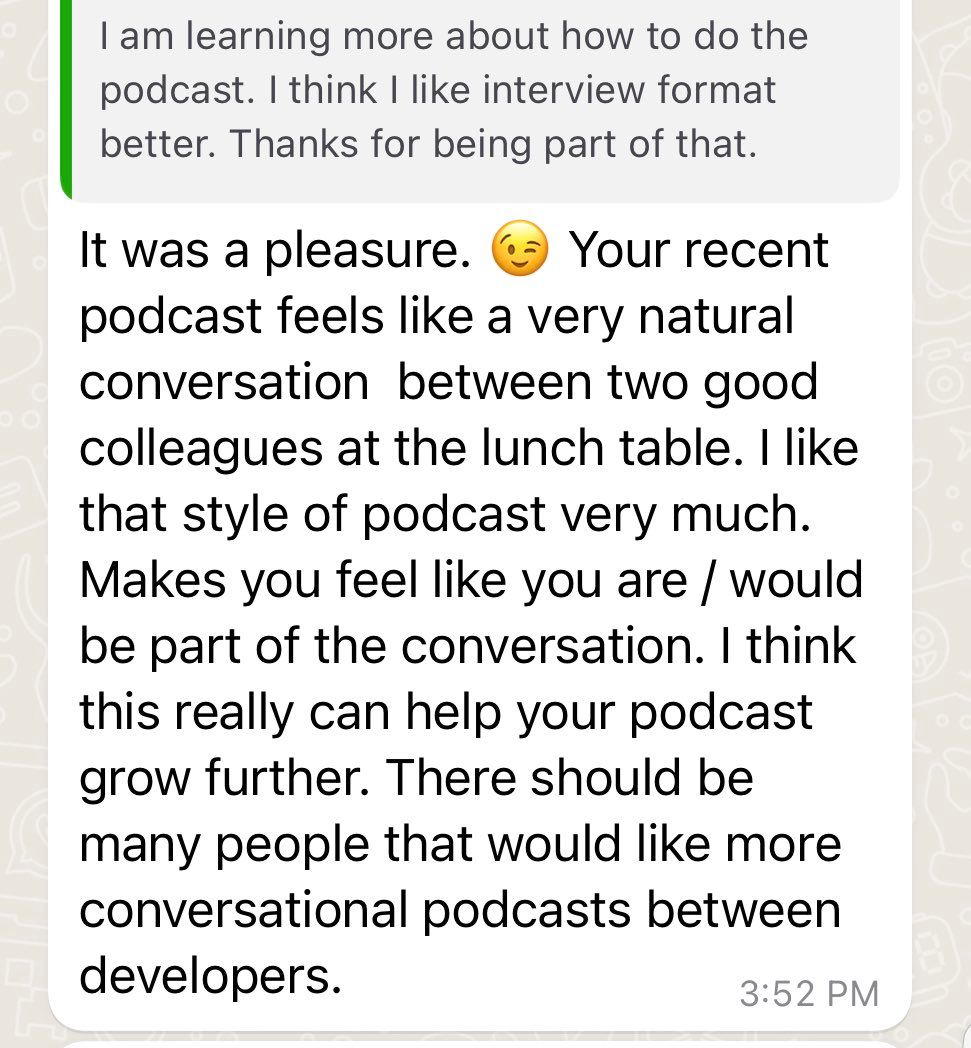 I am learning more about how to do the
podcast. I think I like interview format
better. Thanks for being part of that.
It was a pleasure. 😉 Your recent
podcast feels like a very natural
conversation  between two good
colleagues at the lunch table. I like
that style of podcast very much.
Makes you feel like you are / would
be part of the conversation. I think
this really can help your podcast
grow further. There should be
many people that would like more
conversational podcasts between
developers.
3:52 PM